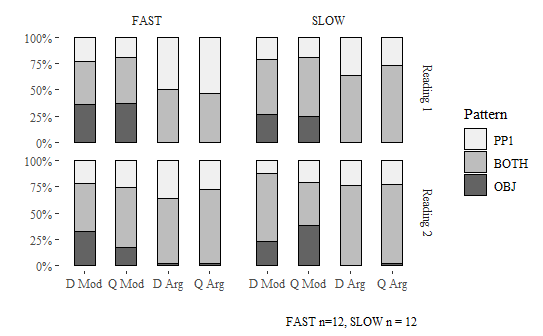 FAST SLOW
100%
75%
50%
25%
0%
Reading 1
100%
75%
50%
25%
0%
Reading 2
D Mod Q Mod D Arg Q Arg D Mod Q Mod D Arg Q Arg
Pattern
PP1
BOTH
OBJ
FAST n=12, SLOW n = 12